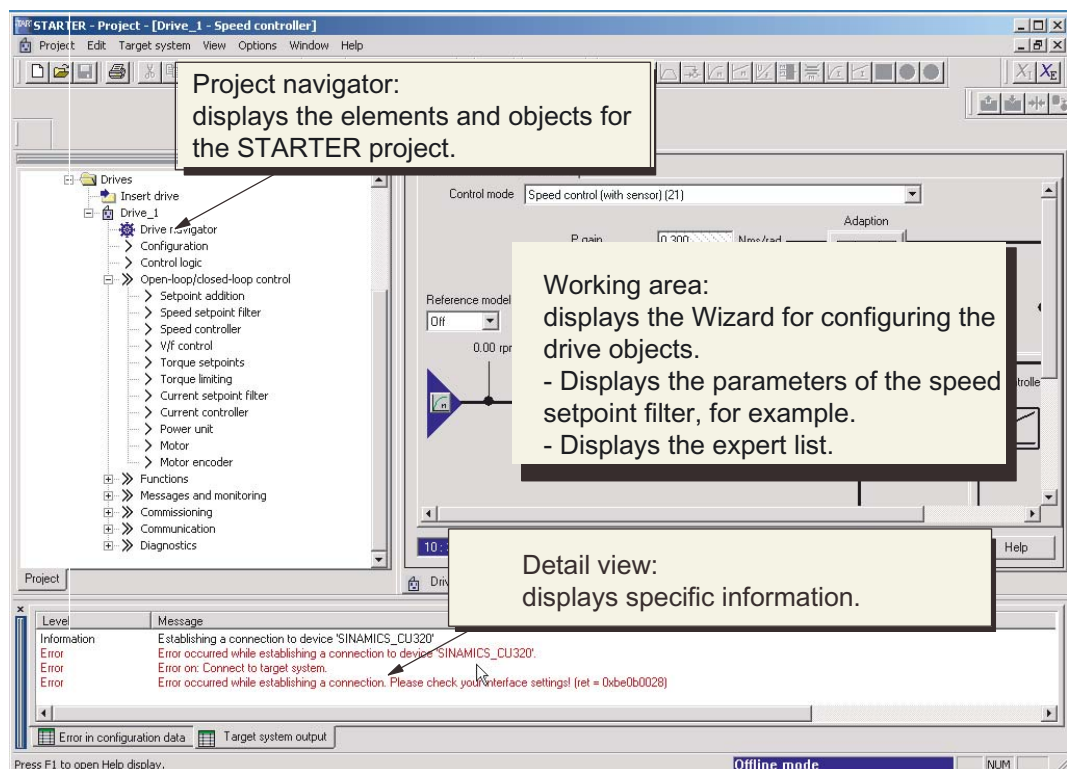 STARTER - Project - [Drive_1 - Speed controller]
Project Edit Target system View Options Window Help
Project navigator:
displays the elements and objects for
the STARTER project.
X_I X_E
Drives
Insert drive
Drive_1
Drive navigator
Configuration
Control logic
Open-loop/closed-loop control
Setpoint addition
Speed setpoint filter
Speed controller
V/f control
Torque setpoints
Torque limiting
Current setpoint filter
Current controller
Power unit
Motor
Motor encoder
Functions
Messages and monitoring
Commissioning
Communication
Diagnostics
Project
Control mode Speed control (with sensor) (21)
Adaption
P gain 0.300 Nms/rad
Reference model
Off
0.00 rpm
Working area:
displays the Wizard for configuring the
drive objects.
- Displays the parameters of the speed
setpoint filter, for example.
- Displays the expert list.
Help
Detail view:
displays specific information.
Level Message
Information Establishing a connection to device 'SINAMICS_CU320'
Error Error occurred while establishing a connection to device 'SINAMICS_CU320'.
Error Error on: Connect to target system.
Error Error occurred while establishing a connection. Please check your interface settings! (ret = 0xbe0b0028)
Error in configuration data Target system output
Press F1 to open Help display. Offline mode NUM